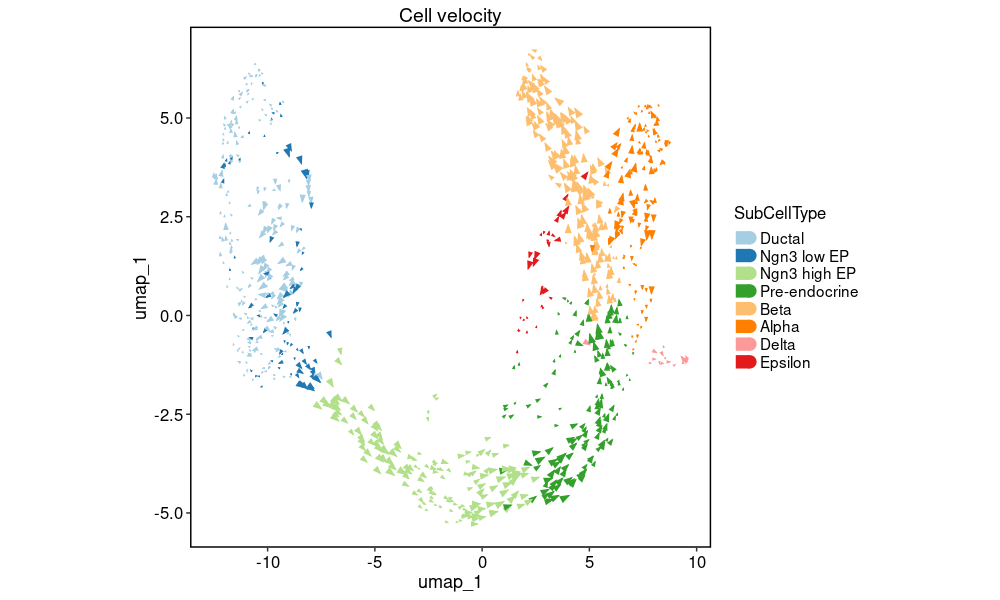 Cell velocity
5.0
2.5
0.0
-2.5
-5.0
umap_1
-10
-5
0
5
10
umap_1
SubCellType
Ductal
Ngn3 low EP
Ngn3 high EP
Pre-endocrine
Beta
Alpha
Delta
Epsilon